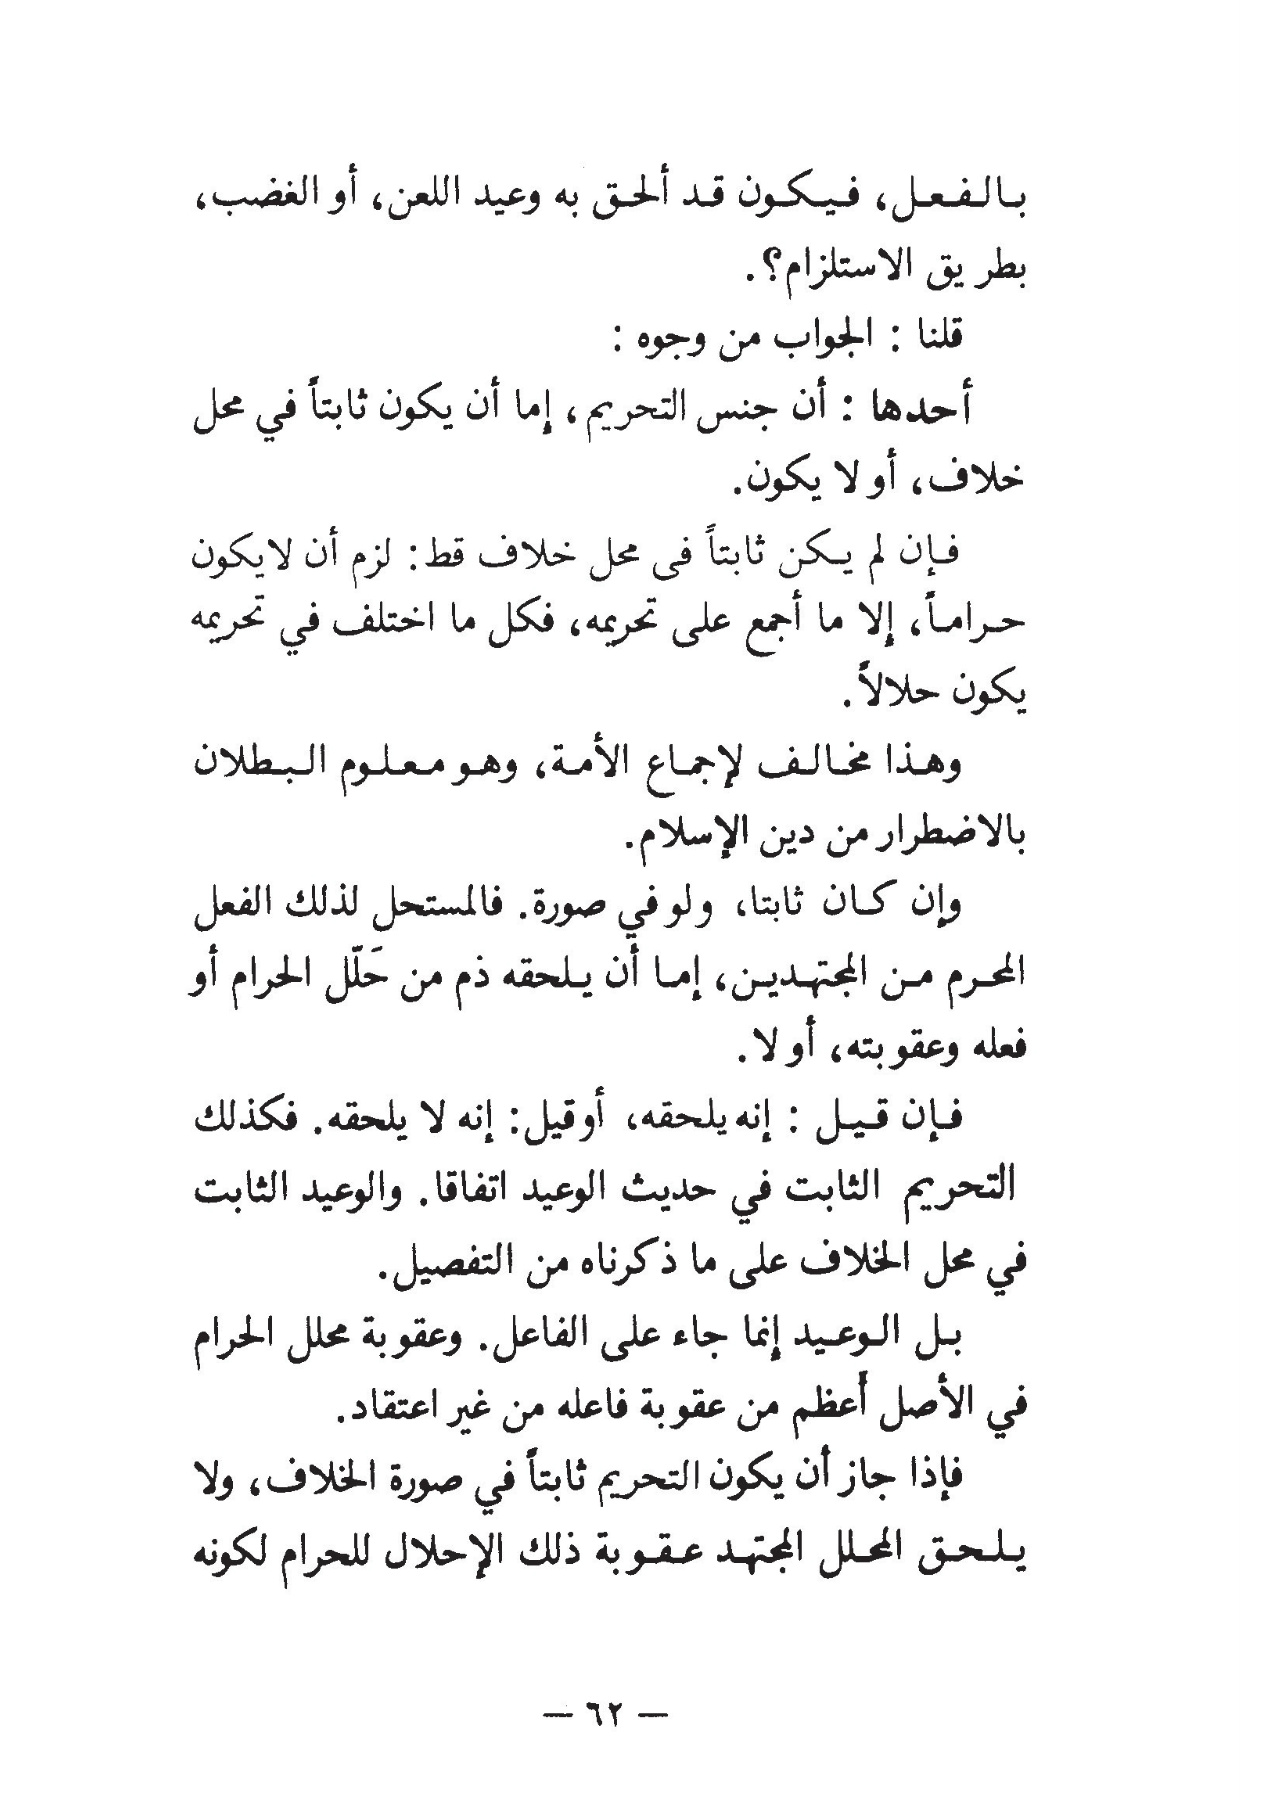 بالفعل، فيكون قد ألحق به وعيد اللعن، أو الغضب،
بطريق الاستلزام؟.
قلنا : الجواب من وجوه :
أحدها : أن جنس التحريم، إما أن يكون ثابتاً في محل
خلاف، أو لا يكون.
فإن لم يكن ثابتاً فى محل خلاف قط: لزم أن لايكون
حراماً، إلا ما أجمع على تحريمه، فكل ما اختلف في تحريمه
يكون حلالاً.
وهذا مخالف لإجماع الأمة، وهو معلوم البطلان
بالاضطرار من دين الإسلام.
وإن كان ثابتا، ولو في صورة. فالمستحل لذلك الفعل
المحرم من المجتهدين، إما أن يلحقه ذم من حَلّل الحرام أو
فعله وعقوبته، أو لا.
فإن قيل : إنه يلحقه، أو قيل: إنه لا يلحقه. فكذلك
التحريم الثابت في حديث الوعيد اتفاقا. والوعيد الثابت
في محل الخلاف على ما ذكرناه من التفصيل.
بل الوعيد إنما جاء على الفاعل. وعقوبة محلل الحرام
في الأصل أعظم من عقوبة فاعله من غير اعتقاد.
فإذا جاز أن يكون التحريم ثابتاً في صورة الخلاف، ولا
يلحق المحلل المجتهد عقوبة ذلك الإحلال للحرام لكونه
— ٦٢ —